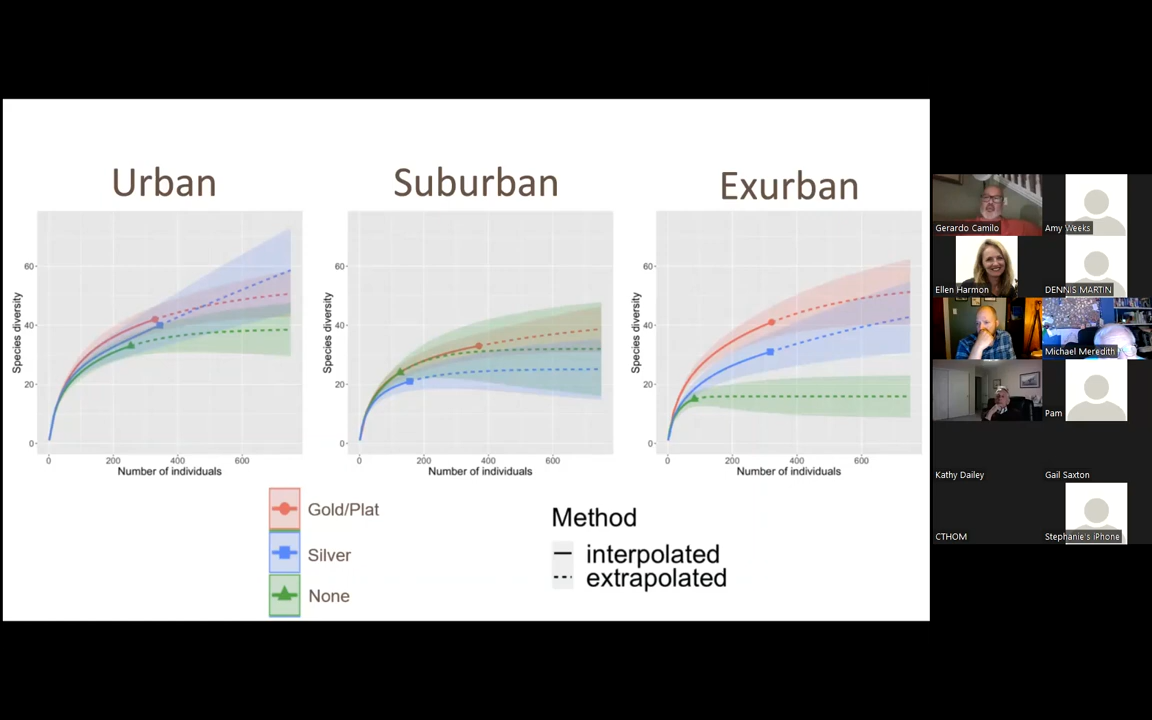 Urban
Suburban
Exurban
Species diversity
60
40
20
0
0
200
400
600
Number of individuals
Species diversity
60
40
20
0
0
200
400
600
Number of individuals
Species diversity
60
40
20
0
0
200
400
600
Number of individuals
Gold/Plat
Silver
None
Method
interpolated
extrapolated
Gerardo Camilo
Amy Weeks
Ellen Harmon
DENNIS MARTIN
Michael Meredith
Pam
Kathy Dailey
Gail Saxton
CTHOM
Stephanie's iPhone